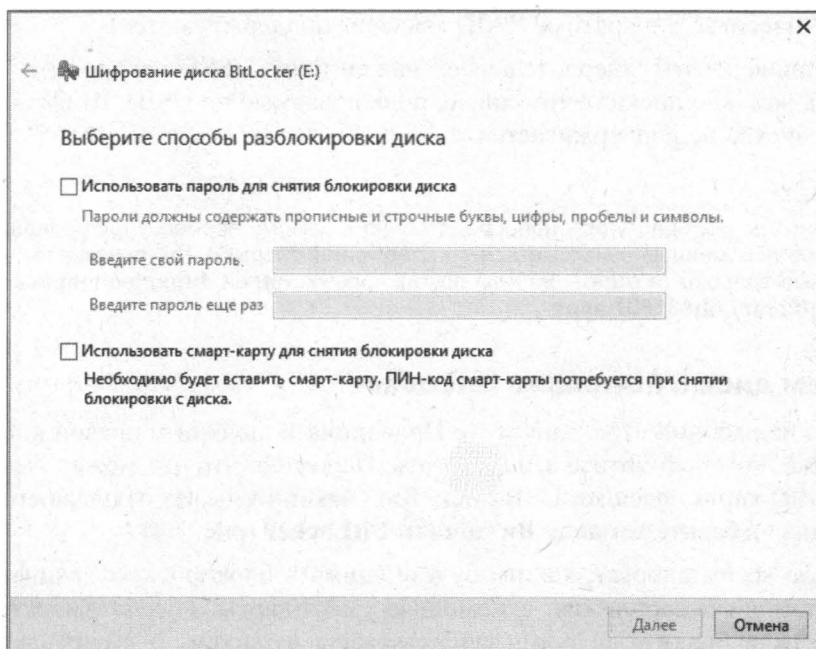 Шифрование диска BitLocker (E:)
Выберите способы разблокировки диска
Использовать пароль для снятия блокировки диска
Пароли должны содержать прописные и строчные буквы, цифры, пробелы и символы.
Введите свой пароль.
Введите пароль еще раз
Использовать смарт-карту для снятия блокировки диска
Необходимо будет вставить смарт-карту. ПИН-код смарт-карты потребуется при снятии
блокировки с диска.
Далее
Отмена